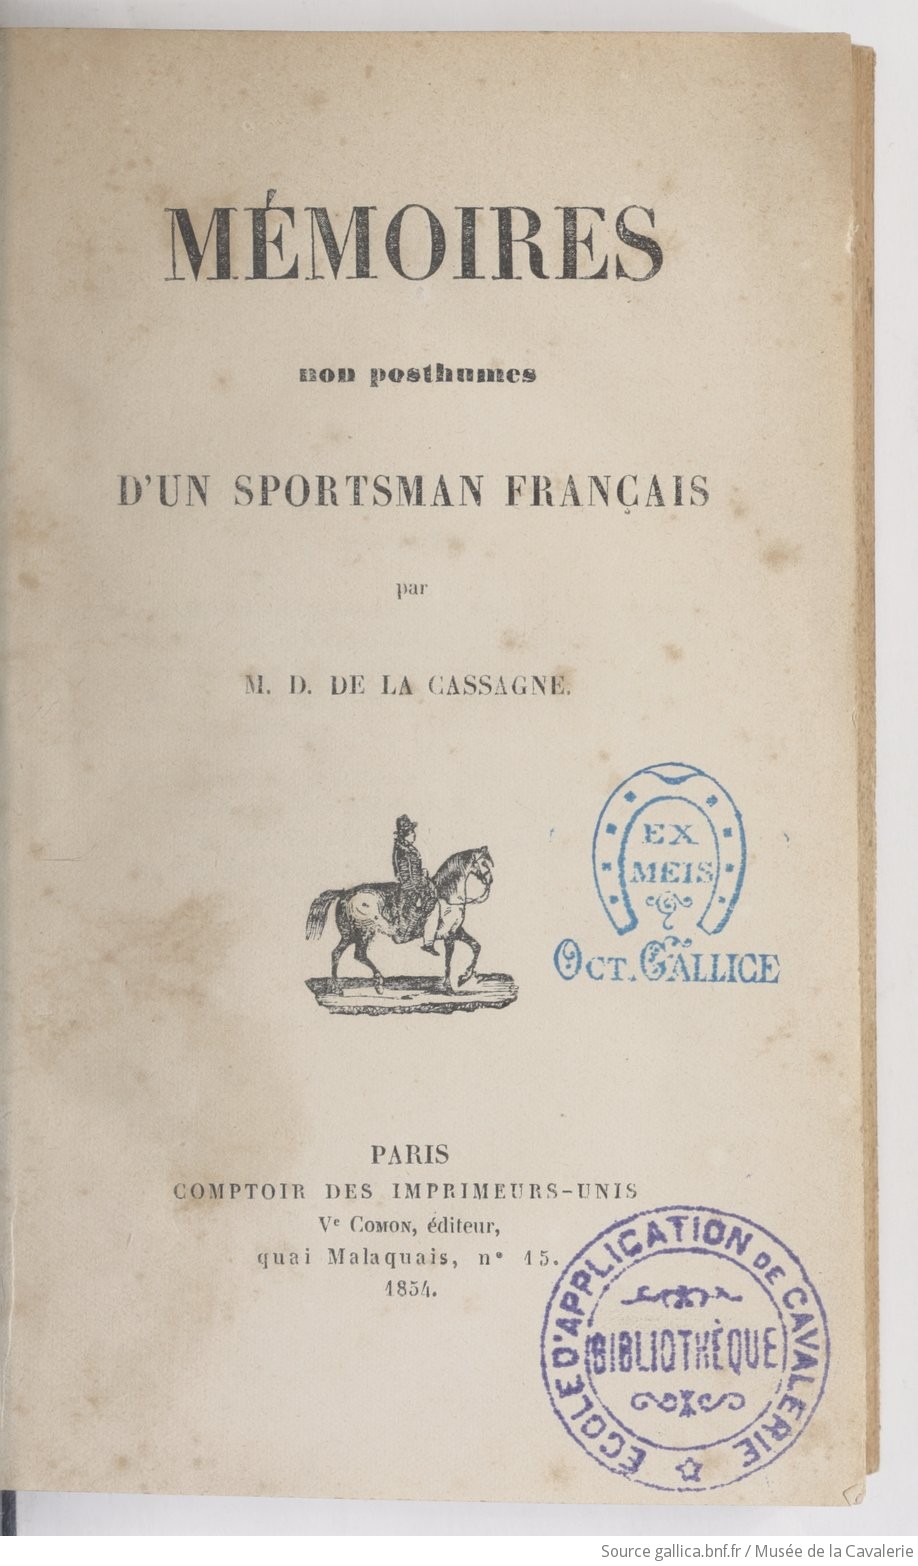 MÉMOIRES
non posthumes
D'UN SPORTSMAN FRANÇAIS
par
M. D. DE LA CASSAGNE.
EX
MEIS
OCT. GALLICE
PARIS
COMPTOIR DES IMPRIMEURS-UNIS
Ve COMON, éditeur,
quai Malaquais, n° 15.
1854.
ÉCOLE D'APPLICATION DE CAVALERIE
BIBLIOTHÈQUE
Source gallica.bnf.fr / Musée de la Cavalerie